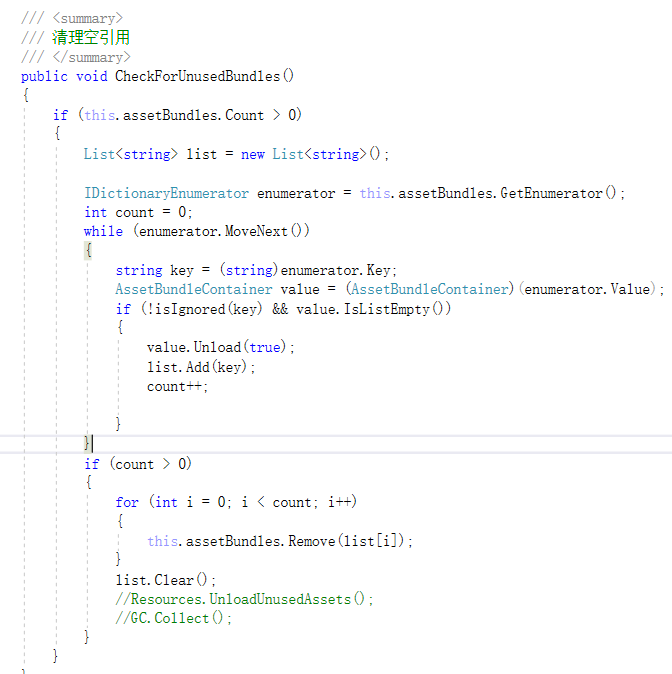 /// <summary>
/// 清理空引用
/// </summary>
public void CheckForUnusedBundles()
{
if (this.assetBundles.Count > 0)
{
List<string> list = new List<string>();
IDictionaryEnumerator enumerator = this.assetBundles.GetEnumerator();
int count = 0;
while (enumerator.MoveNext())
{
string key = (string)enumerator.Key;
AssetBundleContainer value = (AssetBundleContainer)(enumerator.Value);
if (!isIgnored(key) && value.IsListEmpty())
{
value.Unload(true);
list.Add(key);
count++;
}
}
if (count > 0)
{
for (int i = 0; i < count; i++)
{
this.assetBundles.Remove(list[i]);
}
list.Clear();
//Resources.UnloadUnusedAssets();
//GC.Collect();
}
}
}